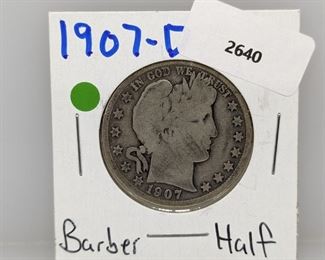 1907-D
2640
IN GOD WE TRUST
1907
Barber — Half